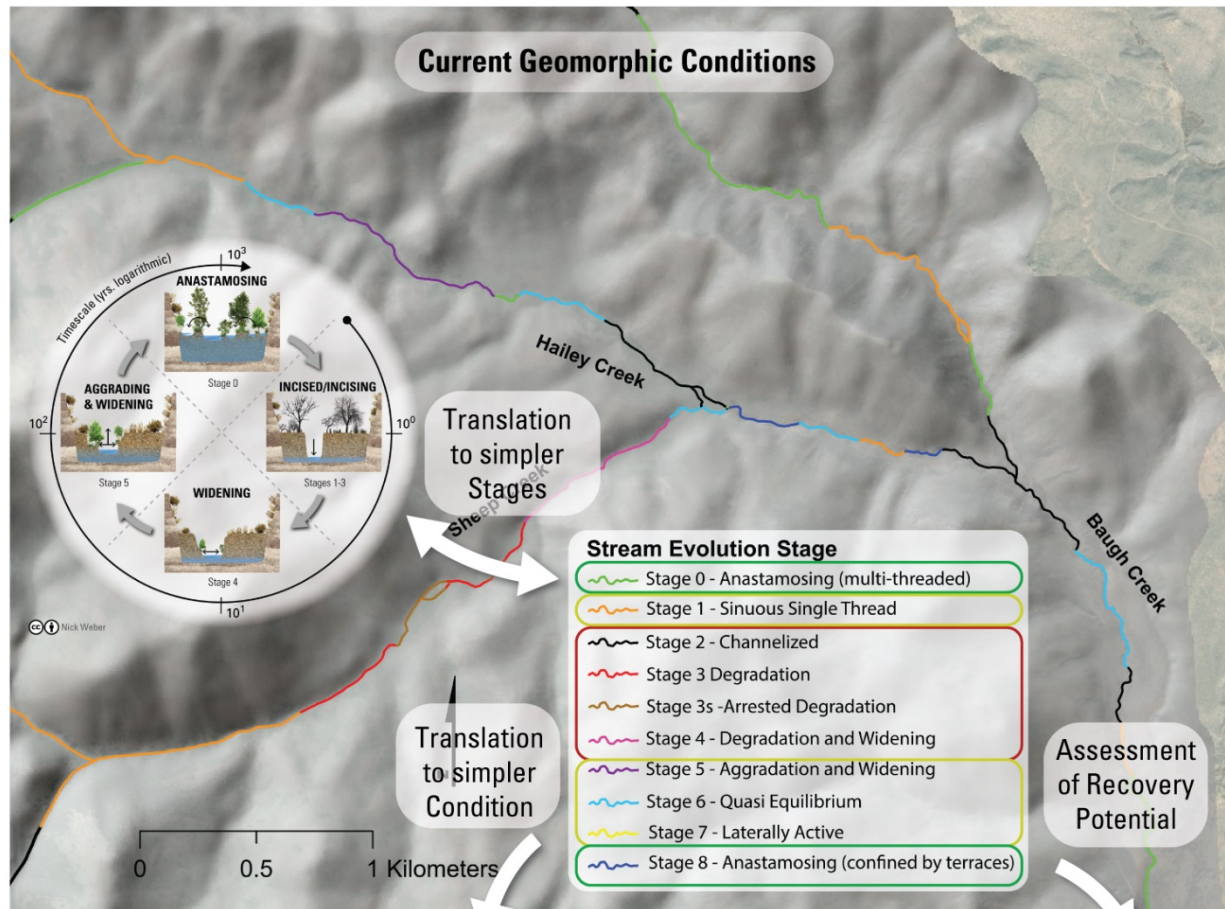 Current Geomorphic Conditions
Timescale (yrs. logarithmic)
10³
ANASTAMOSING
Stage 0
INCISED/INCISING
Stages 1-3
10⁰
AGGRADING
& WIDENING
10²
Stage 5
WIDENING
Stage 4
10¹
cc Nick Weber
Hailey Creek
Sheep Creek
Baugh Creek
Translation
to simpler
Stages
Translation
to simpler
Condition
Assessment
of Recovery
Potential
Stream Evolution Stage
Stage 0 - Anastamosing (multi-threaded)
Stage 1 - Sinuous Single Thread
Stage 2 - Channelized
Stage 3 Degradation
Stage 3s -Arrested Degradation
Stage 4 - Degradation and Widening
Stage 5 - Aggradation and Widening
Stage 6 - Quasi Equilibrium
Stage 7 - Laterally Active
Stage 8 - Anastamosing (confined by terraces)
0 0.5 1 Kilometers